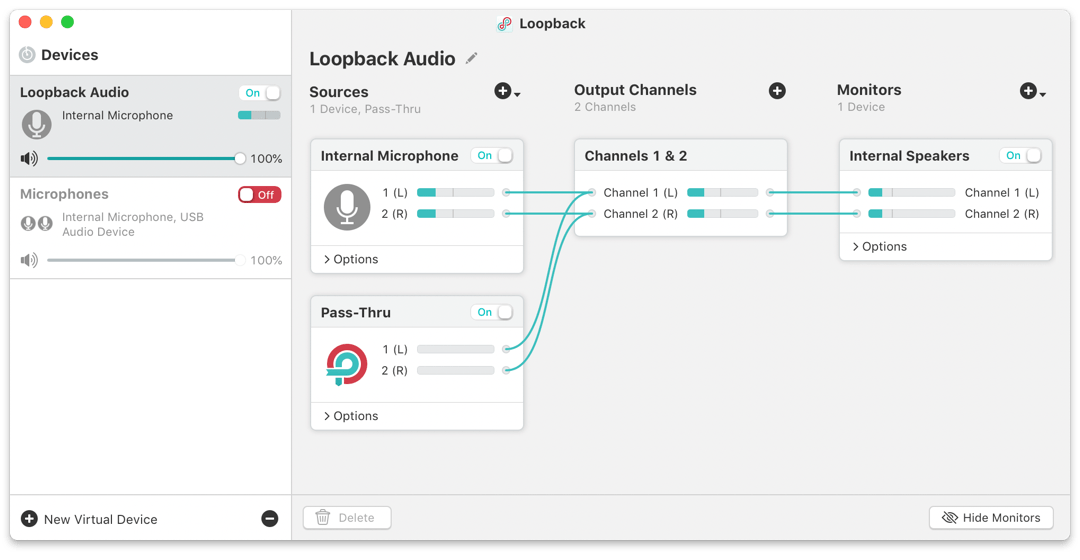 Loopback
Devices
Loopback Audio
On
Internal Microphone
100%
Microphones
Off
Internal Microphone, USB
Audio Device
100%
New Virtual Device
Loopback Audio
Sources
1 Device, Pass-Thru
Internal Microphone
On
1 (L)
2 (R)
Options
Pass-Thru
On
1 (L)
2 (R)
Options
Output Channels
2 Channels
Channels 1 & 2
Channel 1 (L)
Channel 2 (R)
Monitors
1 Device
Internal Speakers
On
Channel 1 (L)
Channel 2 (R)
Options
Delete
Hide Monitors